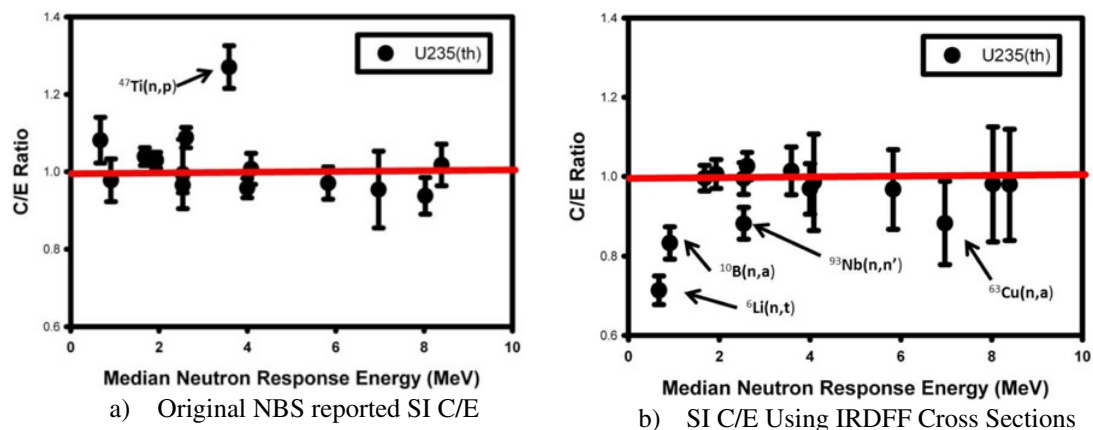 1.4
1.2
1.0
0.8
0.6
C/E Ratio
U235(th)
⁴⁷Ti(n,p)
0
2
4
6
8
10
Median Neutron Response Energy (MeV)
a) Original NBS reported SI C/E
1.4
1.2
1.0
0.8
0.6
C/E Ratio
U235(th)
¹⁰B(n,a)
⁹³Nb(n,n’)
⁶Li(n,t)
⁶³Cu(n,a)
0
2
4
6
8
10
Median Neutron Response Energy (MeV)
b) SI C/E Using IRDFF Cross Sections